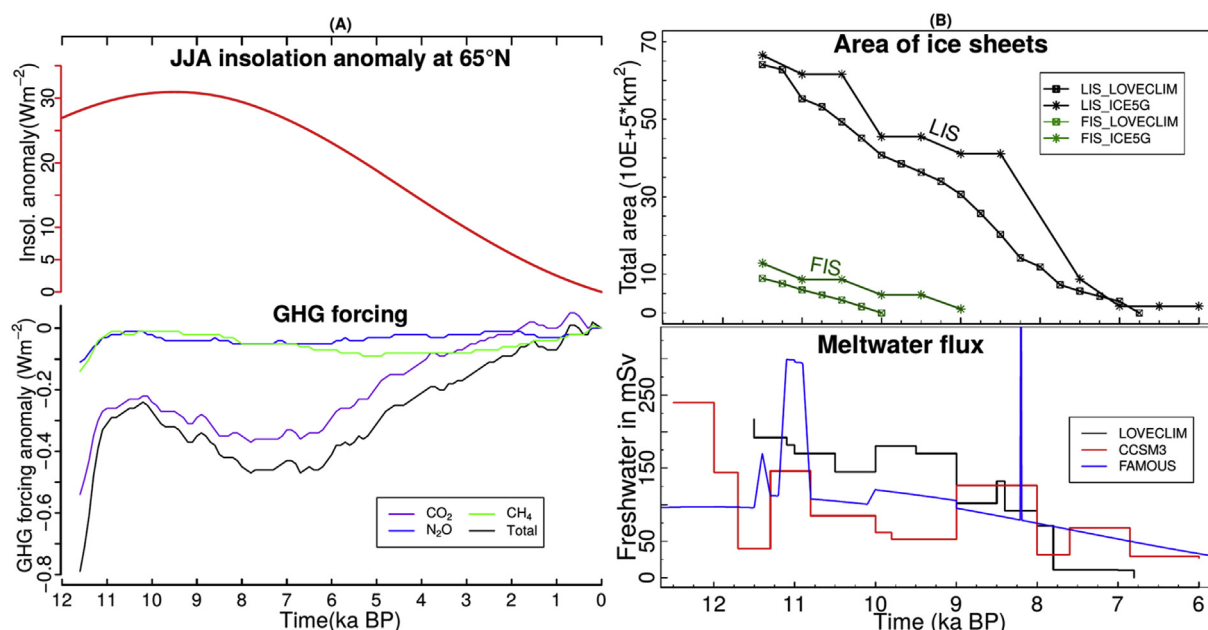 (A)
JJA insolation anomaly at 65°N
Insol. anomaly(Wm⁻²)
30
20
10
5
0
GHG forcing
GHG forcing anomaly (Wm⁻²)
0
-0.2
-0.4
-0.6
-0.8
CO₂ CH₄
N₂O Total
12 11 10 9 8 7 6 5 4 3 2 1 0
Time(ka BP)
(B)
Area of ice sheets
Total area (10E+5*km²)
70
50
30
10
0
LIS_LOVECLIM
LIS_ICE5G
FIS_LOVECLIM
FIS_ICE5G
LIS
FIS
Meltwater flux
Freshwater in mSv
250
150
50
0
LOVECLIM
CCSM3
FAMOUS
12 11 10 9 8 7 6
Time (ka BP)